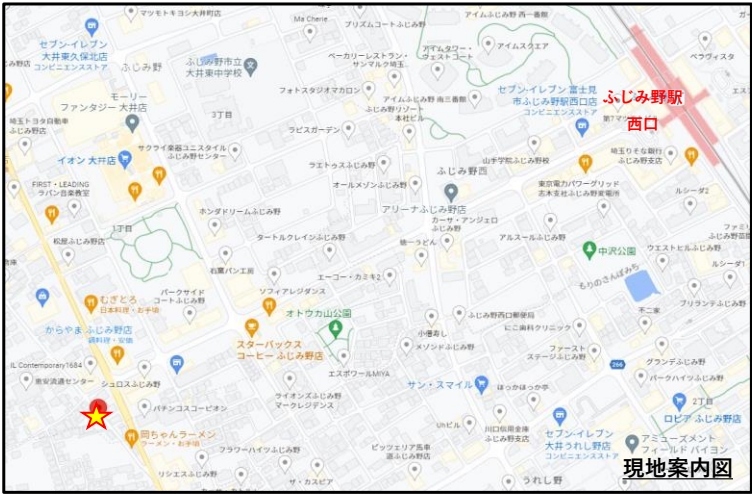 マツモトキヨシ大井町店
Ma Cherie
アイムふじみ野 西一番館
プリズムコートふじみ野
セブン-イレブン
大井東久保北店
コンビニエンスストア
ふじみ野
ふじみ野市立
大井東中学校
ベーカリーレストラン・
サンマルク埼玉
アイムタワー・
ウェストコート
アイムスクエア
ベラヴィスタ
モーリー
ファンタジー 大井店
フォトスタジオマカロン
アイムふじみ野 南三番館
ふじみ野リゾート
本社ビル
セブン-イレブン 富士見
市ふじみ野駅西口店
コンビニエンスストア
ふじみ野駅
西口
埼玉トヨタ自動車
ふじみ野店
3丁目
ラビスガーデン
サクライ楽器ユニスタイル
ふじみ野センター
イオン 大井店
ラエトゥスふじみ野
山手学院ふじみ野校
埼玉りそな銀行
ふじみ野支店
FIRST・LEADING
ラパン音楽教室
オールメゾンふじみ野
ふじみ野西
東京電力パワーグリッド
志木支社ふじみ野変電所
ルシーダ2
アリーナふじみ野店
ホンダドリームふじみ野
カーサ・アンジェロ
ふじみ野
1丁目
松屋ふじみ野店
タートルクレインふじみ野
アルスールふじみ野
中沢公園
ウエストヒルふじみ野
ルシーダ1
石窯パン工房
エーコー・カミキ2
もりのさんぽみち
パークサイド
コートふじみ野
ソフィアレジダンス
むぎとろ
日本料理・お手頃
オトウカ山公園
ふじみ野西口郵便局
不二家
プリランテふじみ野
からやま ふじみ野店
鶏料理・安価
スターバックス
コーヒー ふじみ野店
小僧寿し
にこ歯科クリニック
メゾンドふじみ野
ファースト
ステージふじみ野
IL Contemporary1684
シュロスふじみ野
エスポワールMIYA
266
グランデふじみ野
東安流通センター
ライオンズふじみ野
マークレジデンス
サン・スマイル
ほっかほっか亭
パークハイツふじみ野
2丁目
パチンコスコーピオン
ロピア ふじみ野店
岡ちゃんラーメン
ラーメン・お手頃
Uhビル
川口信用金庫
ふじみ野支店
セブン-イレブン
大井うれし野店
コンビニエンスストア
アミューズメント
フィールド バイヨン
フラワーハイツふじみ野
ピッツェリア馬車
道ふじみ野店
現地案内図
リシェスふじみ野
ザ・カスピア
うれし野